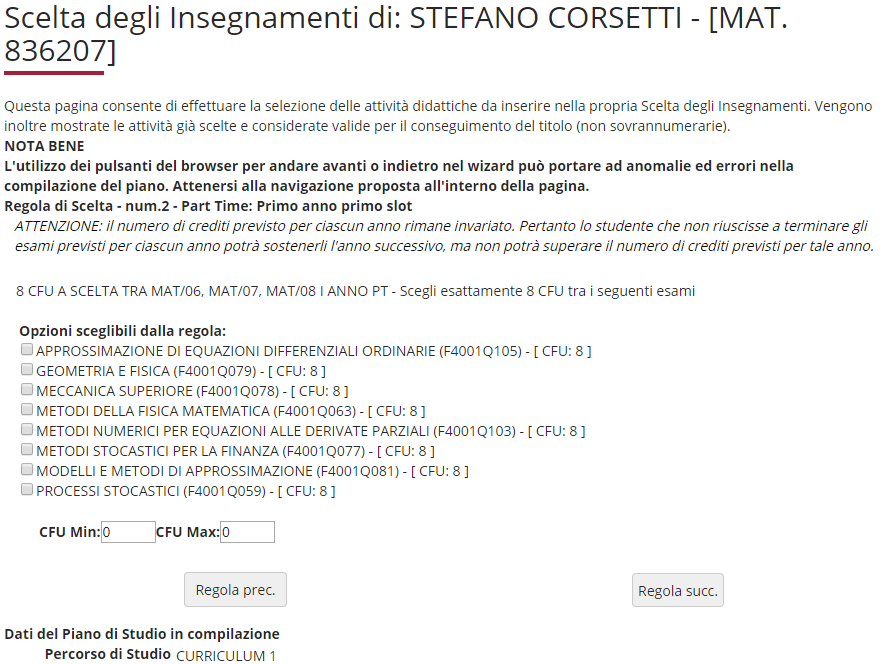 Scelta degli Insegnamenti di: STEFANO CORSETTI - [MAT.
836207]
Questa pagina consente di effettuare la selezione delle attività didattiche da inserire nella propria Scelta degli Insegnamenti. Vengono
inoltre mostrate le attività già scelte e considerate valide per il conseguimento del titolo (non sovrannumerarie).
NOTA BENE
L'utilizzo dei pulsanti del browser per andare avanti o indietro nel wizard può portare ad anomalie ed errori nella
compilazione del piano. Attenersi alla navigazione proposta all'interno della pagina.
Regola di Scelta - num.2 - Part Time: Primo anno primo slot
ATTENZIONE: il numero di crediti previsto per ciascun anno rimane invariato. Pertanto lo studente che non riuscisse a terminare gli
esami previsti per ciascun anno potrà sostenerli l'anno successivo, ma non potrà superare il numero di crediti previsti per tale anno.
8 CFU A SCELTA TRA MAT/06, MAT/07, MAT/08 I ANNO PT - Scegli esattamente 8 CFU tra i seguenti esami
Opzioni sceglibili dalla regola:
APPROSSIMAZIONE DI EQUAZIONI DIFFERENZIALI ORDINARIE (F4001Q105) - [ CFU: 8 ]
GEOMETRIA E FISICA (F4001Q079) - [ CFU: 8 ]
MECCANICA SUPERIORE (F4001Q078) - [ CFU: 8 ]
METODI DELLA FISICA MATEMATICA (F4001Q063) - [ CFU: 8 ]
METODI NUMERICI PER EQUAZIONI ALLE DERIVATE PARZIALI (F4001Q103) - [ CFU: 8 ]
METODI STOCASTICI PER LA FINANZA (F4001Q077) - [ CFU: 8 ]
MODELLI E METODI DI APPROSSIMAZIONE (F4001Q081) - [ CFU: 8 ]
PROCESSI STOCASTICI (F4001Q059) - [ CFU: 8 ]
CFU Min: 0 CFU Max: 0
Regola prec. Regola succ.
Dati del Piano di Studio in compilazione
Percorso di Studio CURRICULUM 1